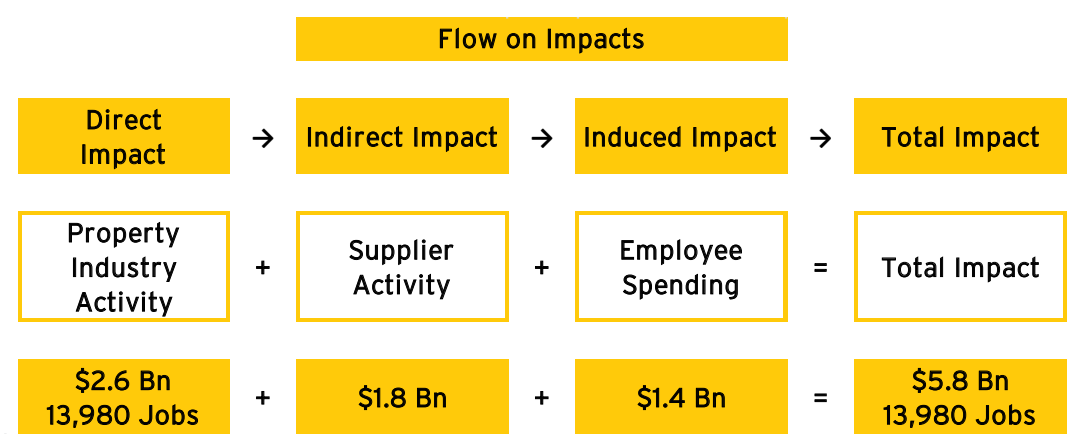 Flow on Impacts
Direct
Impact
→
Indirect Impact
→
Induced Impact
→
Total Impact
Property
Industry
Activity
+
Supplier
Activity
+
Employee
Spending
=
Total Impact
$2.6 Bn
13,980 Jobs
+
$1.8 Bn
+
$1.4 Bn
=
$5.8 Bn
13,980 Jobs